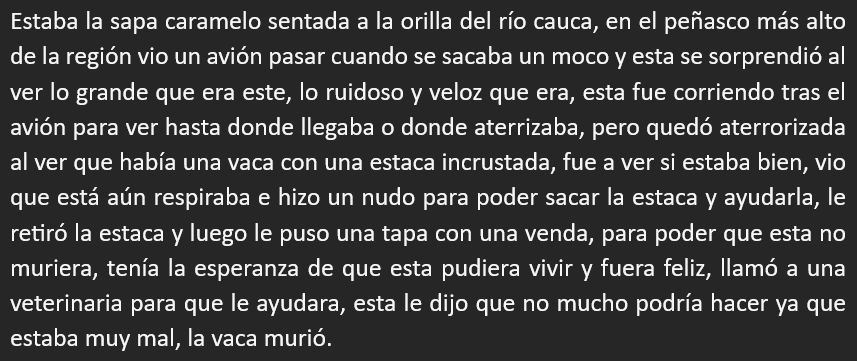 Estaba la sapa caramelo sentada a la orilla del río cauca, en el peñasco más alto
de la región vio un avión pasar cuando se sacaba un moco y esta se sorprendió al
ver lo grande que era este, lo ruidoso y veloz que era, esta fue corriendo tras el
avión para ver hasta donde llegaba o donde aterrizaba, pero quedó aterrorizada
al ver que había una vaca con una estaca incrustada, fue a ver si estaba bien, vio
que está aún respiraba e hizo un nudo para poder sacar la estaca y ayudarla, le
retiró la estaca y luego le puso una tapa con una venda, para poder que esta no
muriera, tenía la esperanza de que esta pudiera vivir y fuera feliz, llamó a una
veterinaria para que le ayudara, esta le dijo que no mucho podría hacer ya que
estaba muy mal, la vaca murió.